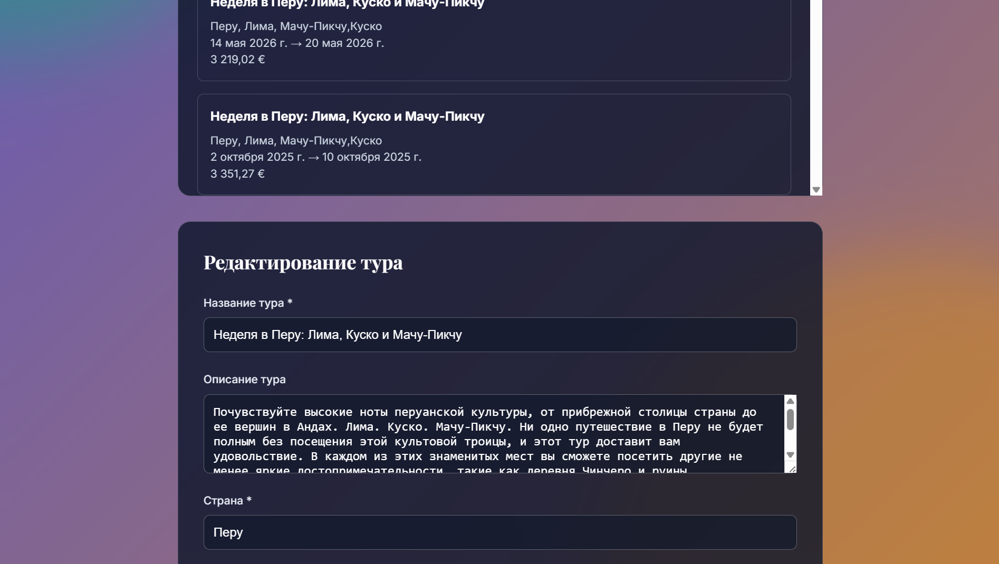 Неделя в Перу: Лима, Куско и Мачу-Пикчу
Перу, Лима, Мачу-Пикчу,Куско
14 мая 2026 г. → 20 мая 2026 г.
3 219,02 €
Неделя в Перу: Лима, Куско и Мачу-Пикчу
Перу, Лима, Мачу-Пикчу,Куско
2 октября 2025 г. → 10 октября 2025 г.
3 351,27 €
Редактирование тура
Название тура *
Неделя в Перу: Лима, Куско и Мачу-Пикчу
Описание тура
Почувствуйте высокие ноты перуанской культуры, от прибрежной столицы страны до
ее вершин в Андах. Лима. Куско. Мачу-Пикчу. Ни одно путешествие в Перу не будет
полным без посещения этой культовой троицы, и этот тур доставит вам
удовольствие. В каждом из этих знаменитых мест вы сможете посетить другие не
менее яркие достопримечательности, такие как деревня Чинчеро и руины
Страна *
Перу